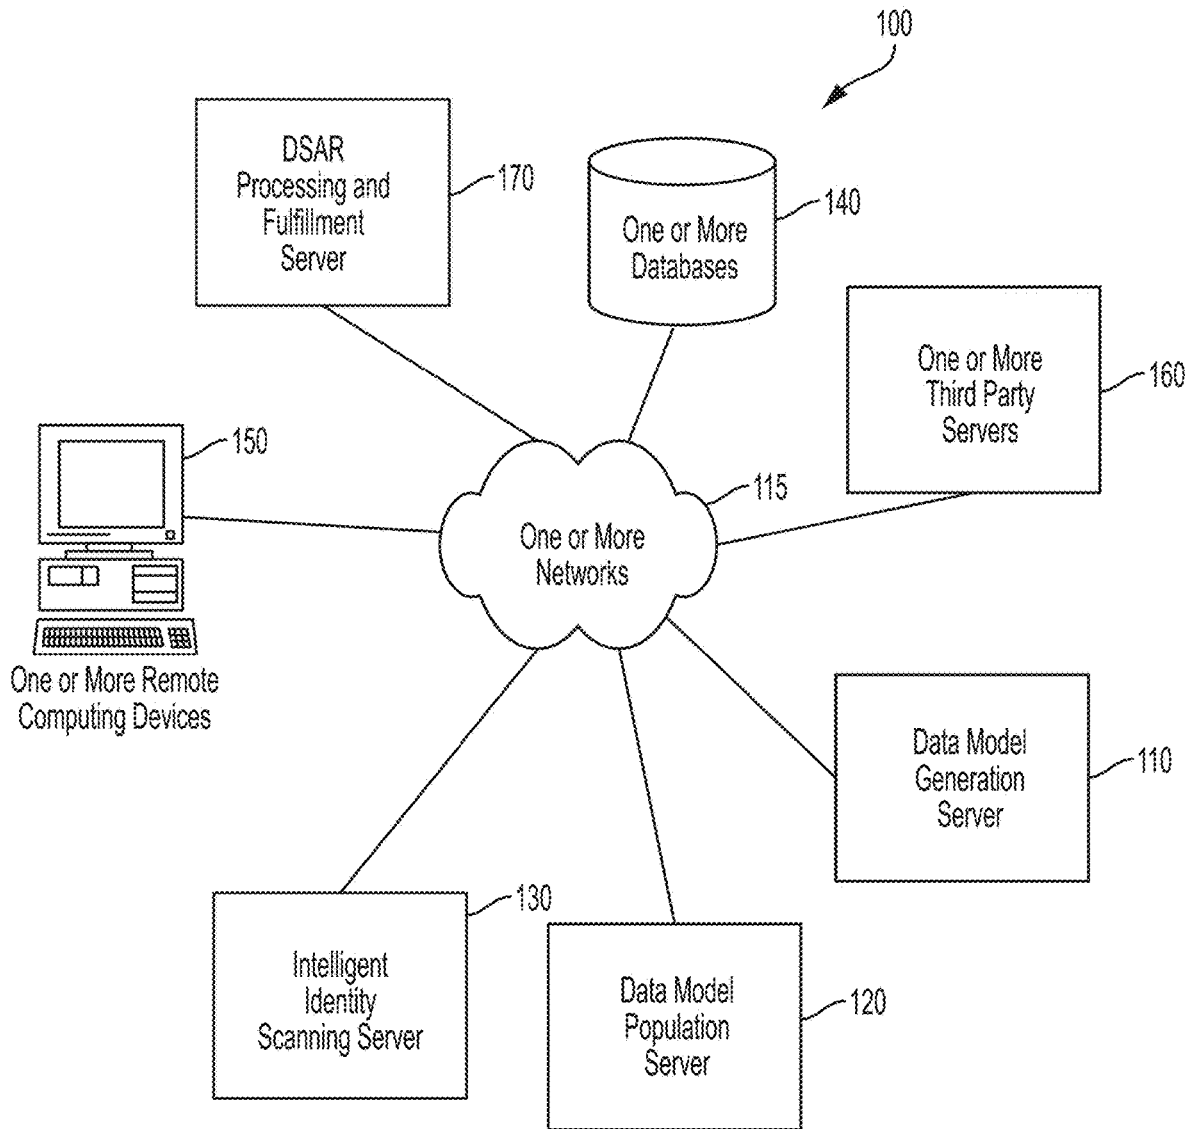 100
DSAR
Processing and
Fulfillment
Server
170
One or More
Databases
140
One or More
Third Party
Servers
160
150
One or More Remote
Computing Devices
115
One or More
Networks
Data Model
Generation
Server
110
130
Intelligent
Identity
Scanning Server
Data Model
Population
Server
120